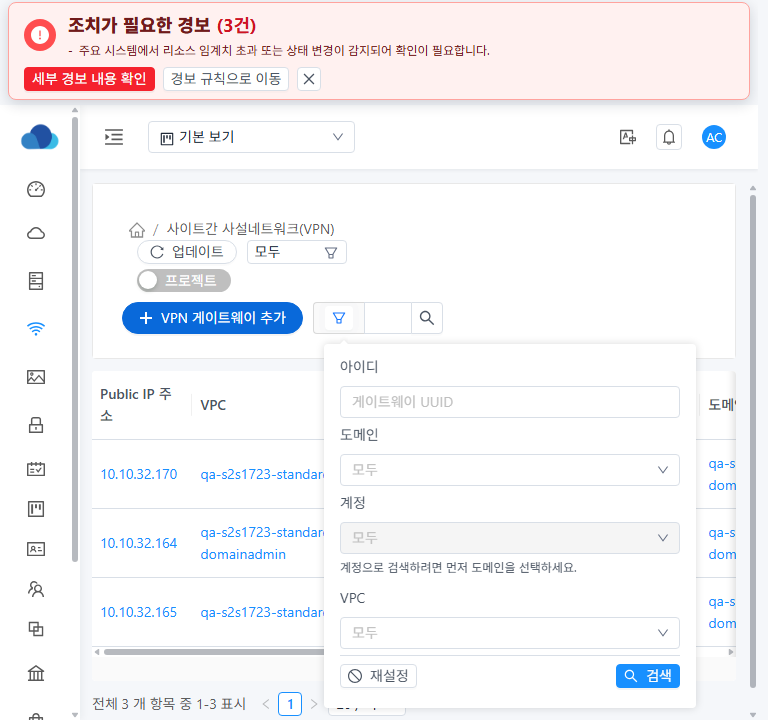 조치가 필요한 경보 (3건)
- 주요 시스템에서 리소스 임계치 초과 또는 상태 변경이 감지되어 확인이 필요합니다.
세부 경보 내용 확인
경보 규칙으로 이동
기본 보기
AC
/ 사이트간 사설네트워크(VPN)
업데이트
모두
프로젝트
VPN 게이트웨이 추가
아이디
게이트웨이 UUID
도메인
모두
계정
모두
계정으로 검색하려면 먼저 도메인을 선택하세요.
VPC
모두
재설정
검색
Public IP 주소
VPC
10.10.32.170
qa-s2s1723-standar
qa-s
dom
10.10.32.164
qa-s2s1723-standar
domainadmin
qa-s
dom
10.10.32.165
qa-s2s1723-standar
qa-s
dom
전체 3 개 항목 중 1-3 표시
1